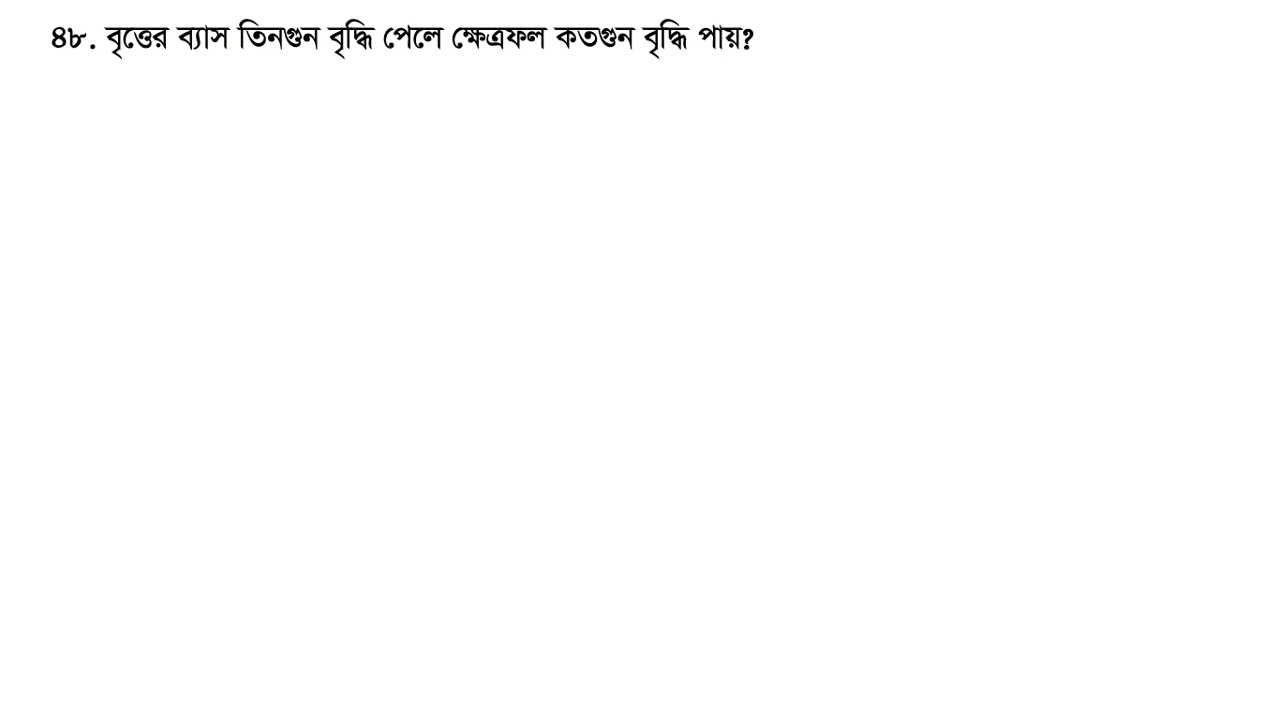 ৪৮. বৃত্তের ব্যাস তিনগুন বৃদ্ধি পেলে ক্ষেত্রফল কতগুন বৃদ্ধি পায়?